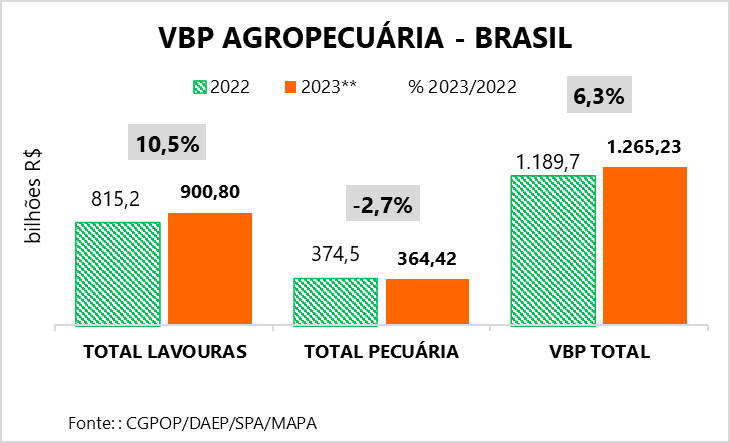 VBP AGROPECUÁRIA - BRASIL
2022 2023** % 2023/2022
6,3%
10,5%
1.189,7 1.265,23
815,2 900,80
-2,7%
374,5 364,42
bilhões R$
TOTAL LAVOURAS TOTAL PECUÁRIA VBP TOTAL
Fonte: : CGPOP/DAEP/SPA/MAPA